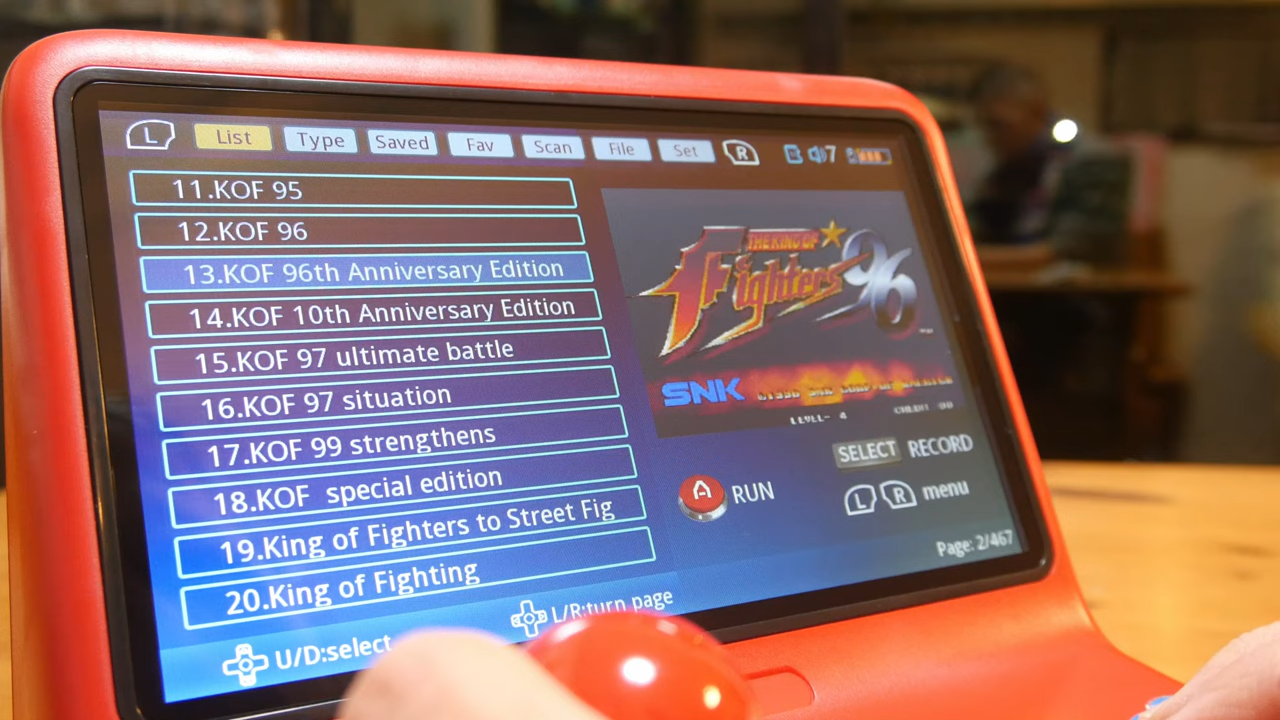 L List Type Saved Fav Scan File Set R 7
11.KOF 95
12.KOF 96
13.KOF 96th Anniversary Edition
14.KOF 10th Anniversary Edition
15.KOF 97 ultimate battle
16.KOF 97 situation
17.KOF 99 strengthens
18.KOF  special edition
19.King of Fighters to Street Fig
20.King of Fighting
U/D:select
L/R:turn page
THE KING OF
Fighters 96
SNK
LEVEL- 4
SELECT RECORD
A RUN
L R menu
Page: 2/467